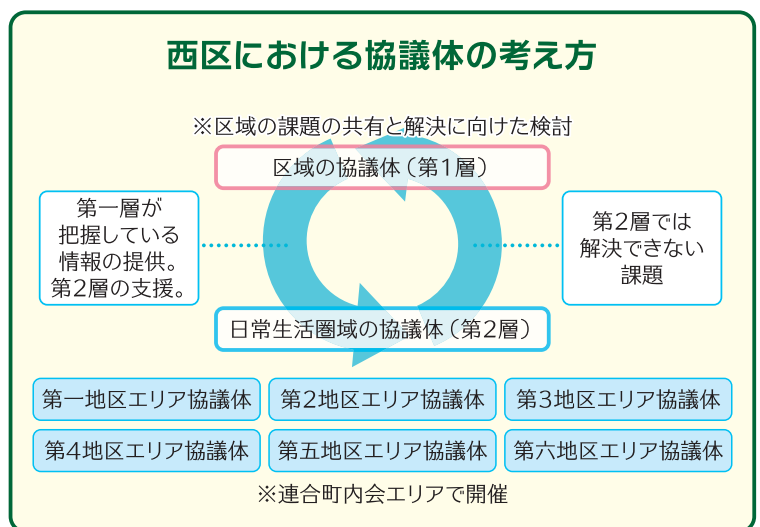 西区における協議体の考え方
※区域の課題の共有と解決に向けた検討
区域の協議体（第1層）
第一層が
把握している
情報の提供。
第2層の支援。
第2層では
解決できない
課題
日常生活圏域の協議体（第2層）
第一地区エリア協議体
第2地区エリア協議体
第3地区エリア協議体
第4地区エリア協議体
第五地区エリア協議体
第六地区エリア協議体
※連合町内会エリアで開催